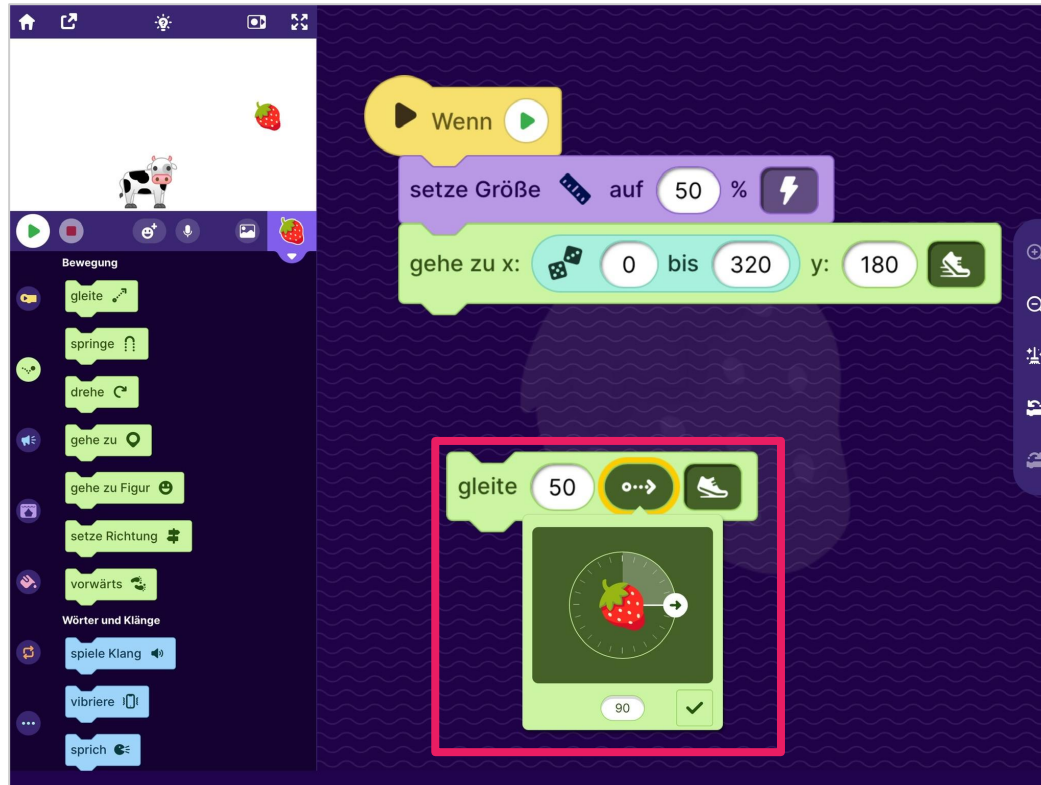 Wenn
setze Größe auf 50 %
gehe zu x: 0 bis 320 y: 180
Bewegung
gleite
springe
drehe
gehe zu
gehe zu Figur
setze Richtung
vorwärts
Wörter und Klänge
spiele Klang
vibriere
sprich
gleite 50
90